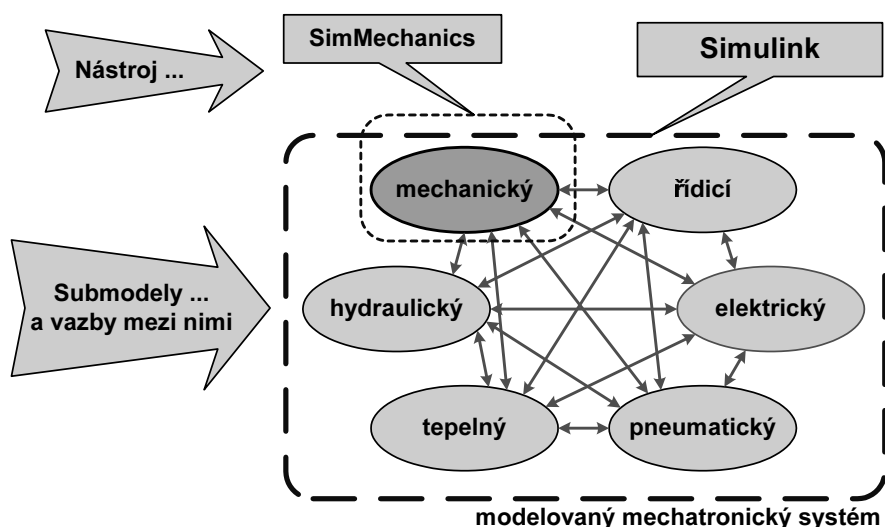 SimMechanics
Simulink
Nástroj ...
mechanický
řídicí
Submodely ...
a vazby mezi nimi
hydraulický
elektrický
tepelný
pneumatický
modelovaný mechatronický systém